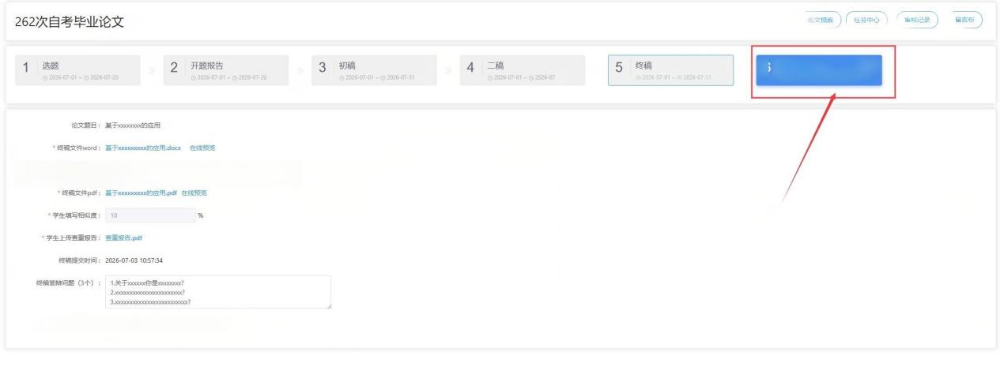 262次自考毕业论文
论文模板 任务中心 审核记录 留言板
1 选题
2026-07-01 ~ 2026-07-20
2 开题报告
2026-07-01 ~ 2026-07-20
3 初稿
2026-07-01 ~ 2026-07-31
4 二稿
2026-07-01 ~ 2026-07
5 终稿
2026-07-01 ~ 2026-07-31
论文题目： 基于xxxxxxx的应用
* 终稿文件word： 基于xxxxxxxxx的应用.docx 在线预览
* 终稿文件pdf： 基于xxxxxxxxx的应用.pdf 在线预览
* 学生填写相似度： 18 %
* 学生上传查重报告： 查重报告.pdf
终稿提交时间： 2026-07-03 10:57:34
终稿答辩问题（3个）：
1.关于xxxxxx你是xxxxxxxx?
2.xxxxxxxxxxxxxxxxxxxxxxx?
3.xxxxxxxxxxxxxxxxxxxxxxxxx?